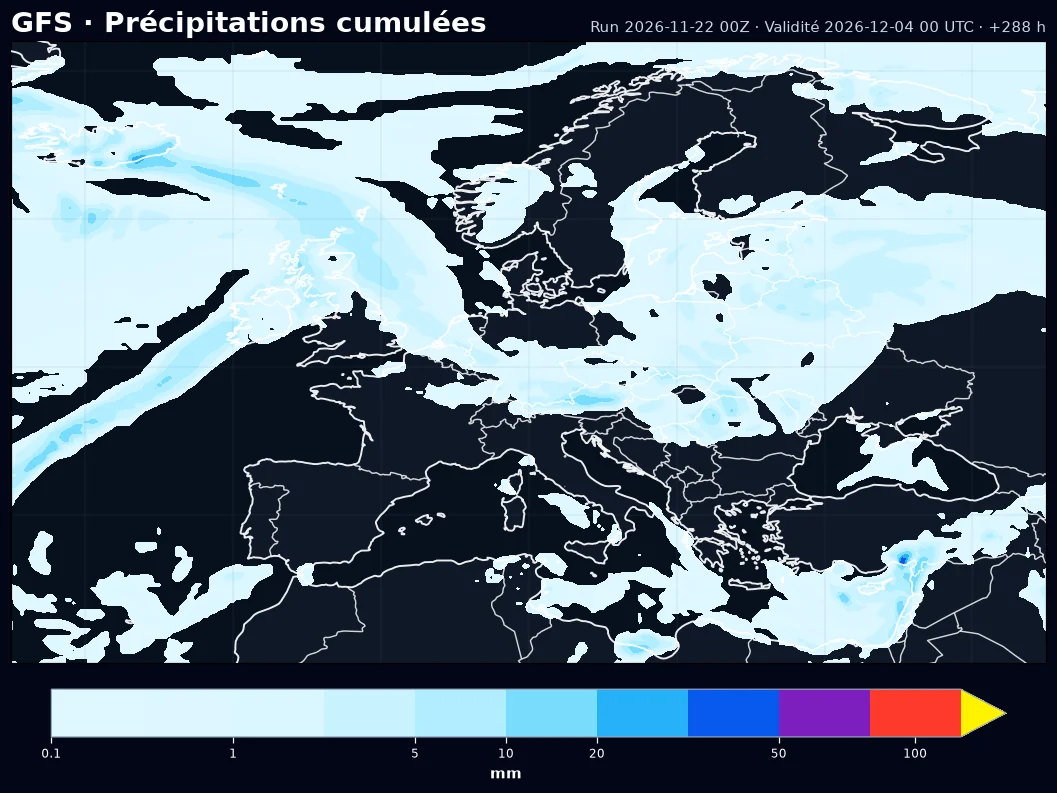 GFS · Précipitations cumulées
Run 2026-11-22 00Z · Validité 2026-12-04 00 UTC · +288 h
0.1 1 5 10 20 50 100
mm